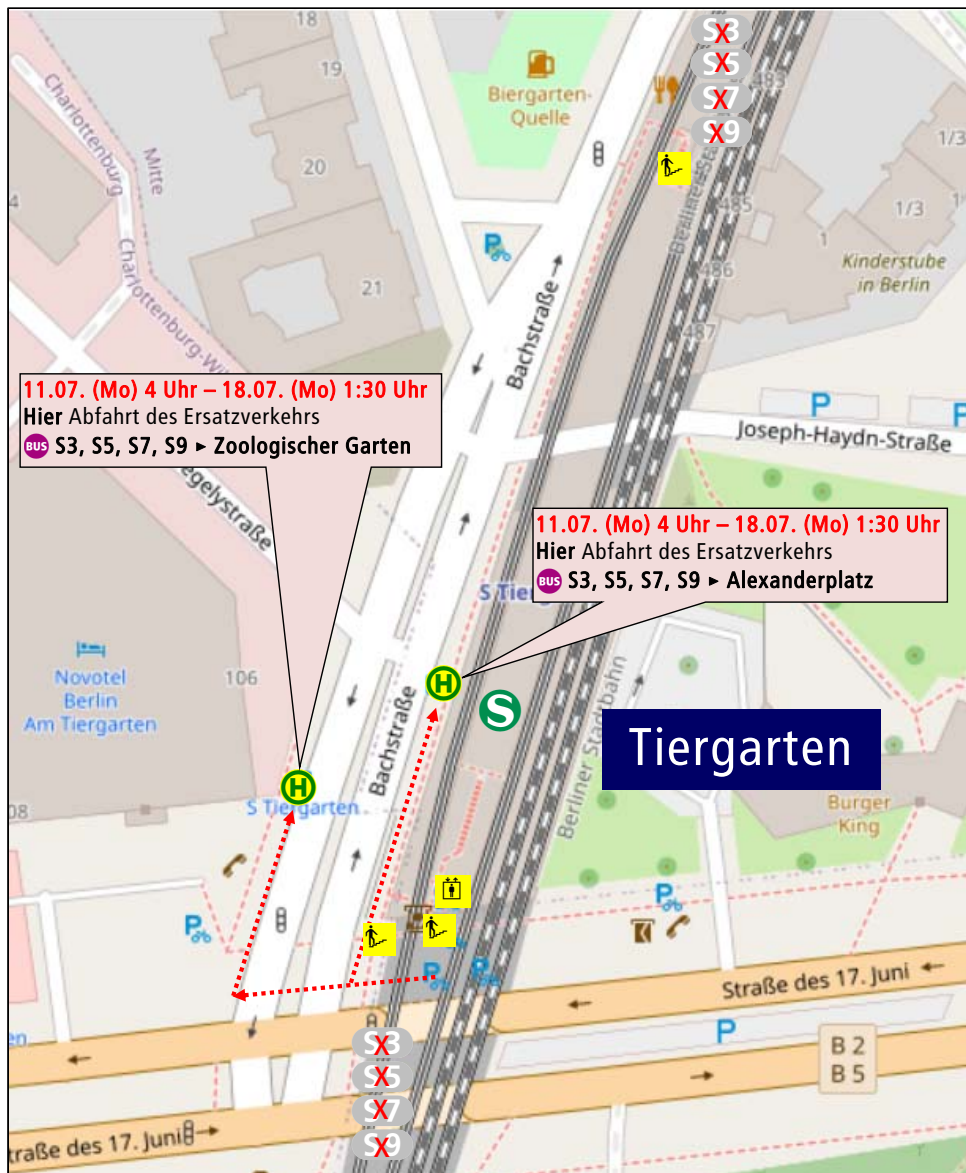 18
S3
19
S5
483
Biergarten-
Quelle
S7
Charlottenburg
Mitte
S9
1/3
20
485
1/3
1
Kinderstube
in Berlin
486
21
487
Bachstraße
11.07. (Mo) 4 Uhr – 18.07. (Mo) 1:30 Uhr
Hier Abfahrt des Ersatzverkehrs
BUS S3, S5, S7, S9 ► Zoologischer Garten
P
P
Joseph-Haydn-Straße
egelystraße
11.07. (Mo) 4 Uhr – 18.07. (Mo) 1:30 Uhr
Hier Abfahrt des Ersatzverkehrs
BUS S3, S5, S7, S9 ► Alexanderplatz
S Tierg
Novotel
Berlin
Am Tiergarten
106
H
S
Bachstraße
Berliner Stadtbahn
Tiergarten
H
S Tiergarten
08
Burger
King
P
P
P
P
P
Straße des 17. Juni
en
S3
P
B 2
B 5
S5
S7
traße des 17. Juni
S9